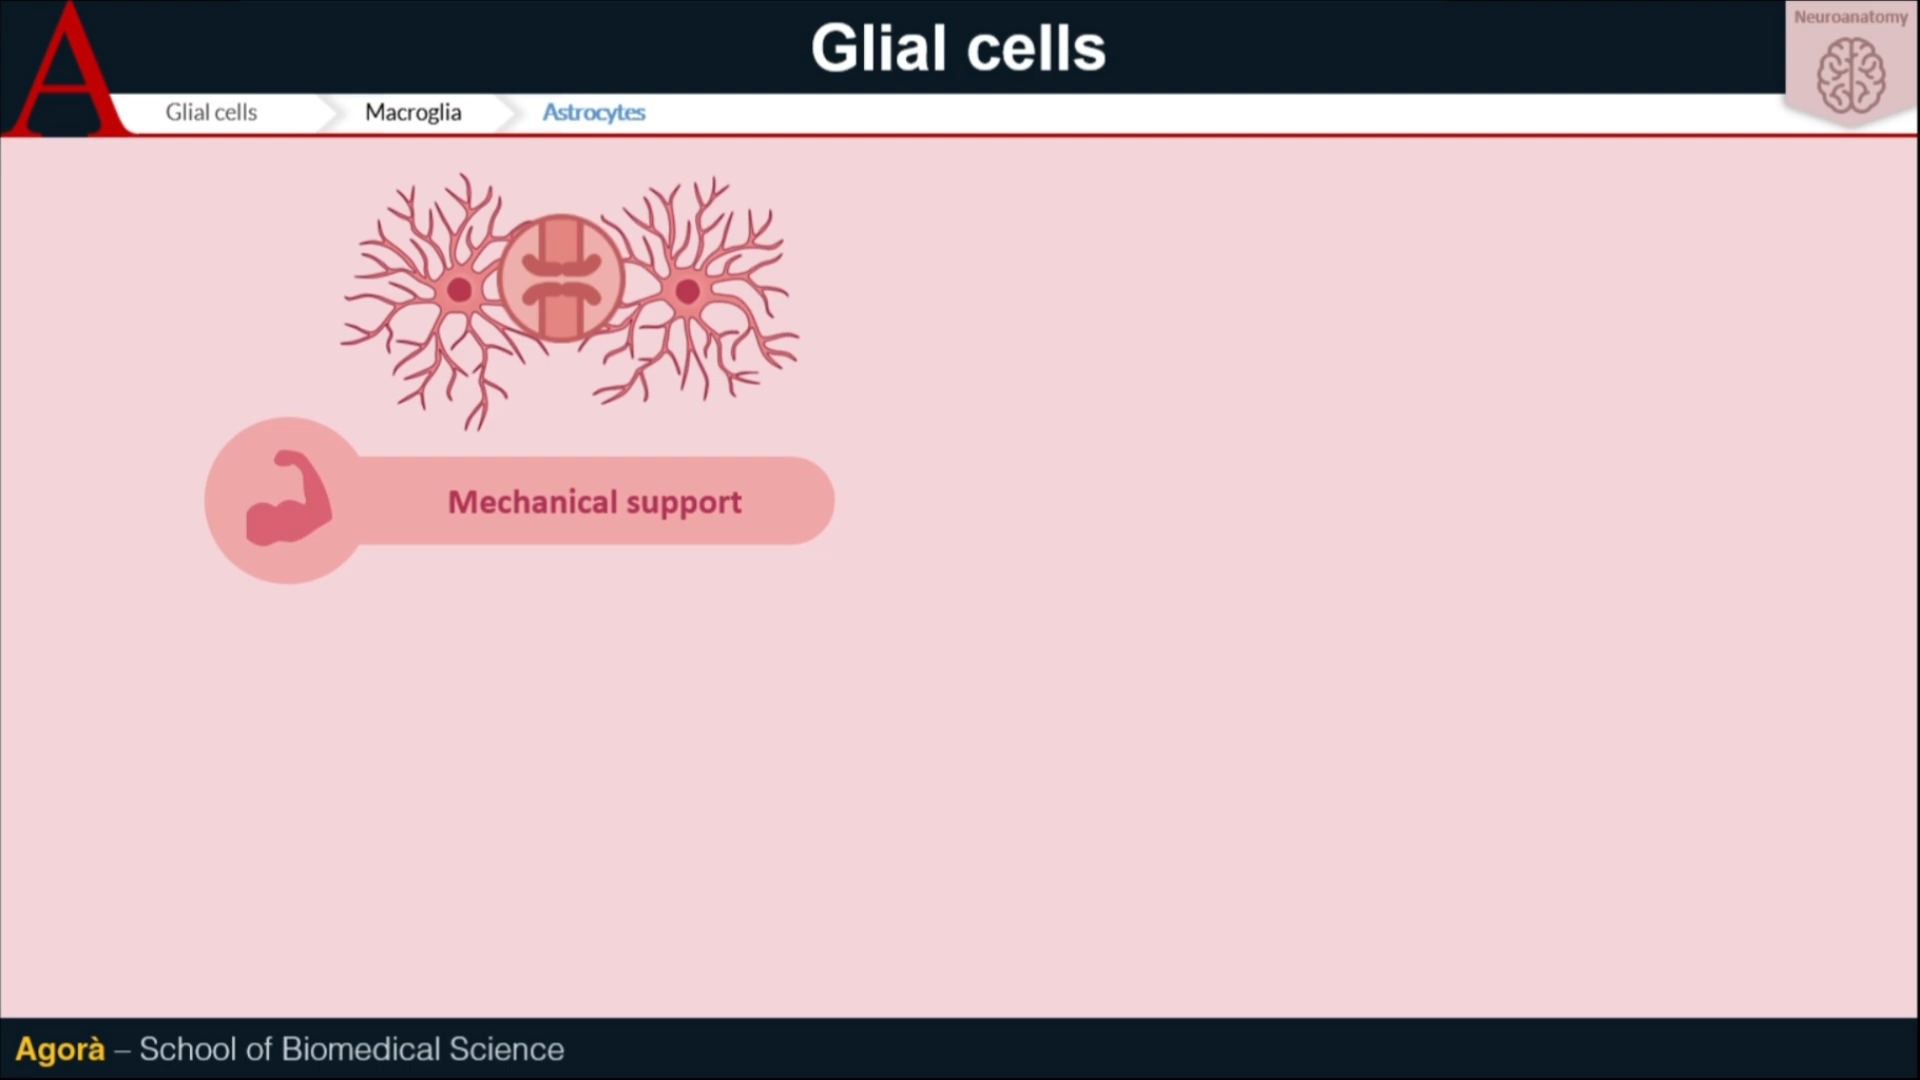 Glial cells
Neuroanatomy
A
Glial cells
Macroglia
Astrocytes
Mechanical support
Agorà – School of Biomedical Science